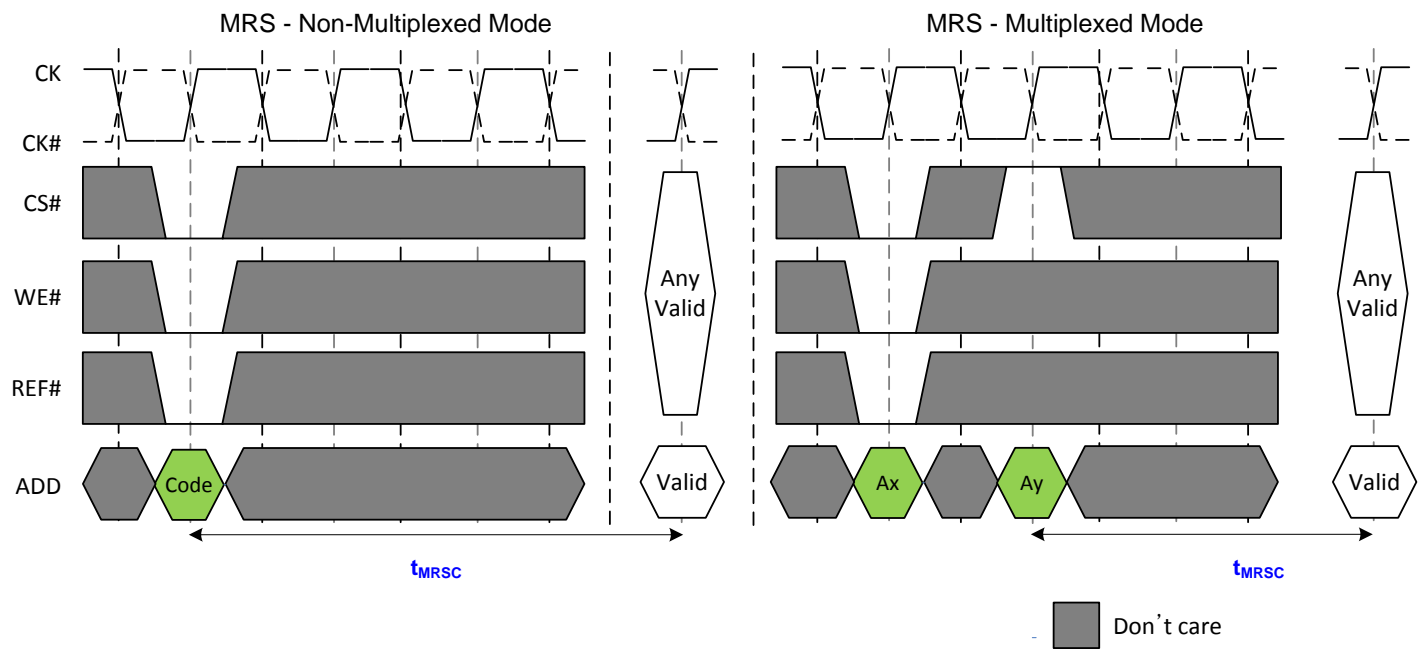 MRS - Non-Multiplexed Mode
MRS - Multiplexed Mode
CK
CK#
CS#
WE#
REF#
ADD
Any
Valid
Any
Valid
Code
Valid
Ax
Ay
Valid
tMRSC
tMRSC
Don't care